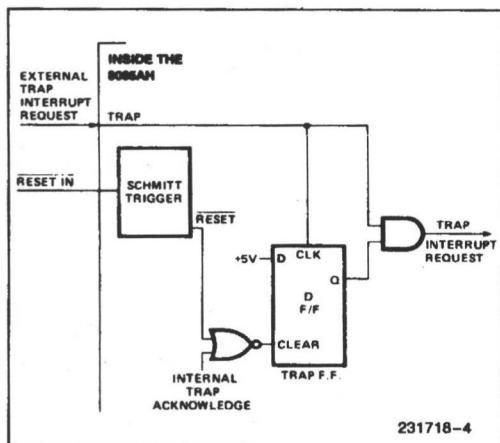 INSIDE THE
8085AH
EXTERNAL
TRAP
INTERRUPT
REQUEST
TRAP
RESET IN
SCHMITT
TRIGGER
RESET
+5V
D
CLK
Q
D
F/F
CLEAR
TRAP F.F.
TRAP
INTERRUPT
REQUEST
INTERNAL
TRAP
ACKNOWLEDGE
231718-4